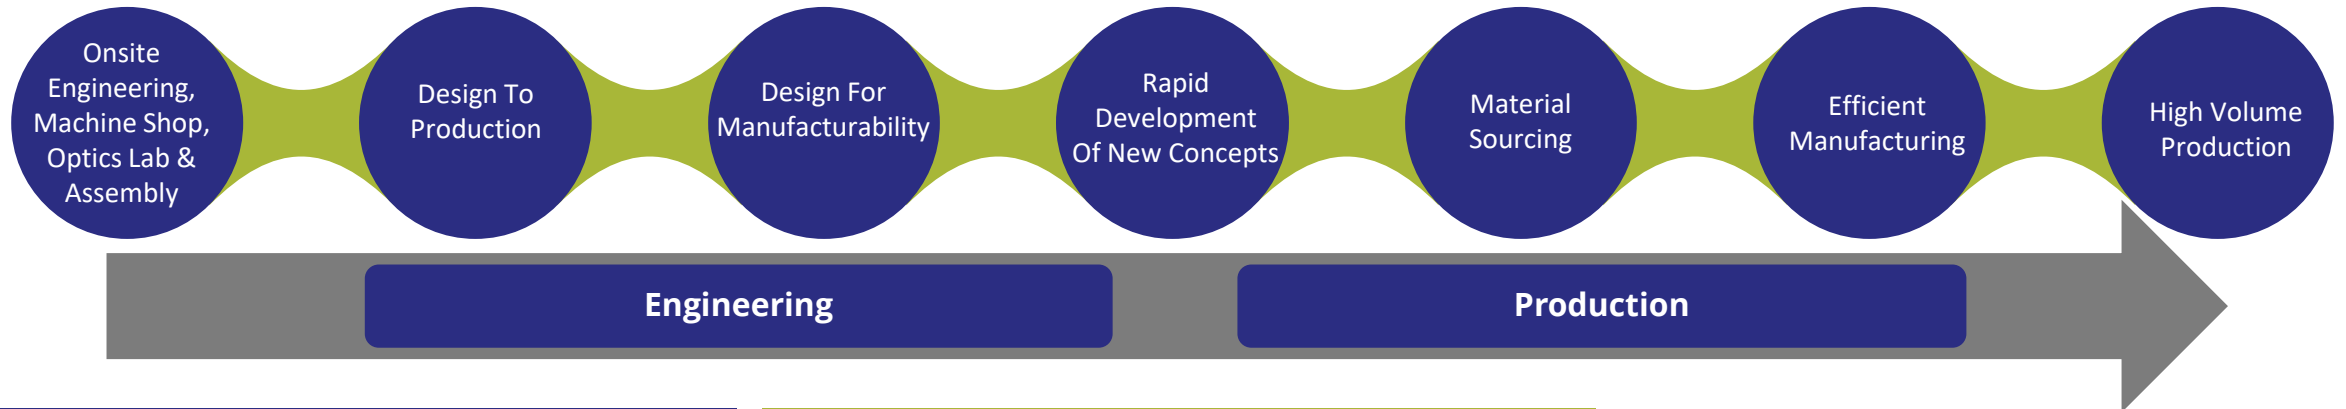 Onsite
Engineering,
Machine Shop,
Optics Lab &
Assembly
Design To
Production
Design For
Manufacturability
Rapid
Development
Of New Concepts
Material
Sourcing
Efficient
Manufacturing
High Volume
Production
Engineering
Production